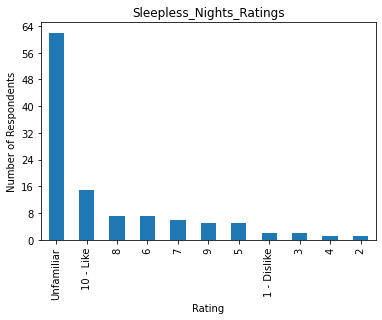 Sleepless_Nights_Ratings
Number of Respondents
64
56
48
40
32
24
16
8
0
Unfamiliar
10 - Like
8
6
7
9
5
1 - Dislike
3
4
2
Rating